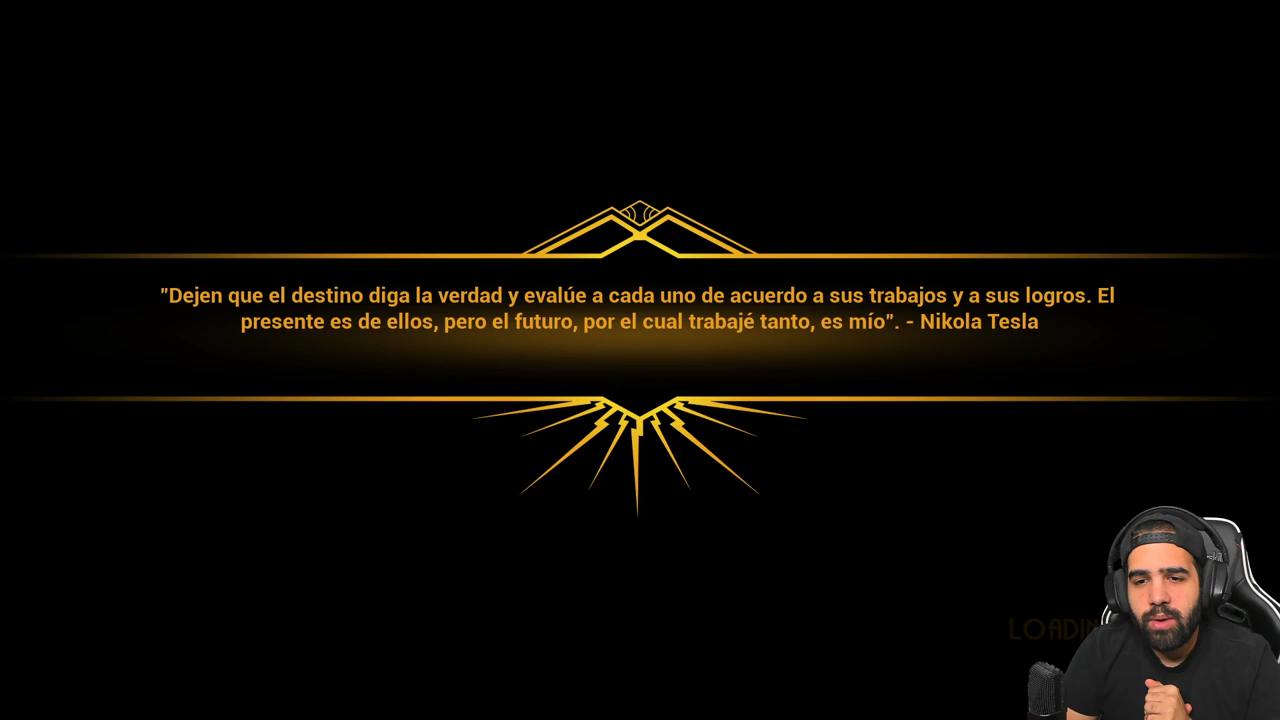 "Dejen que el destino diga la verdad y evalúe a cada uno de acuerdo a sus trabajos y a sus logros. El
presente es de ellos, pero el futuro, por el cual trabajé tanto, es mío". - Nikola Tesla